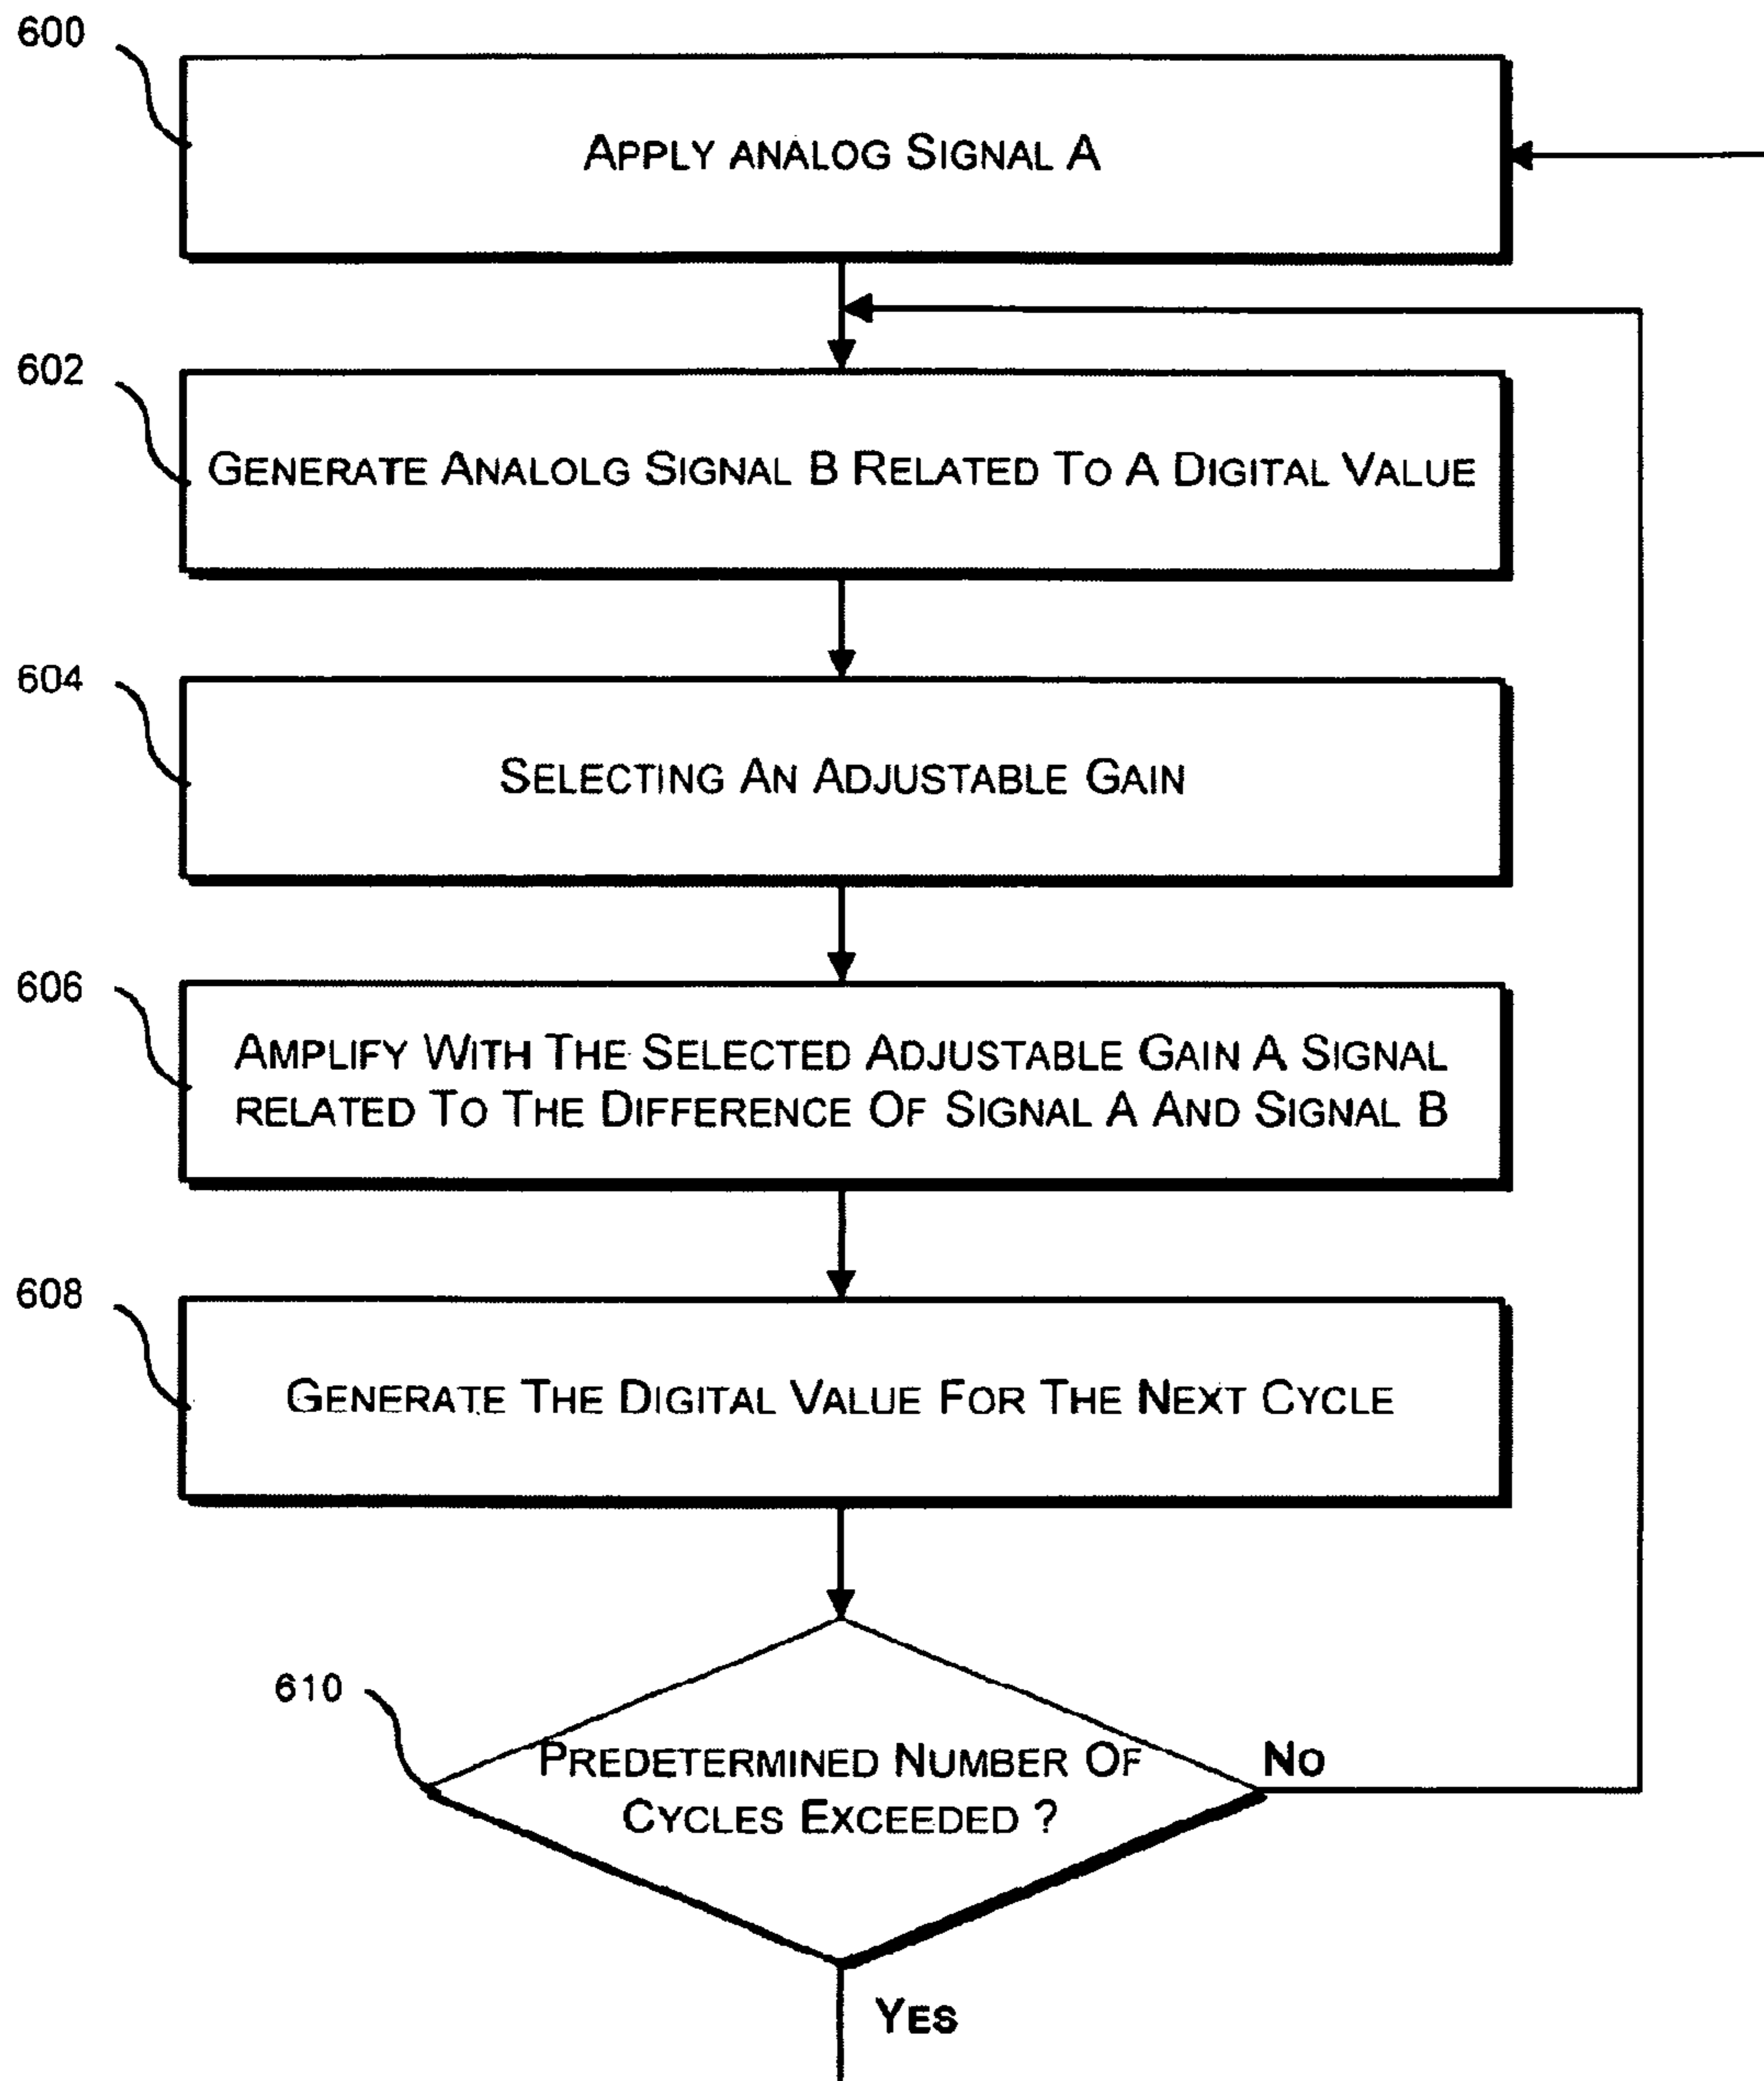 600
APPLY ANALOG SIGNAL A
602
GENERATE ANALOLG SIGNAL B RELATED TO A DIGITAL VALUE
604
SELECTING AN ADJUSTABLE GAIN
606
AMPLIFY WITH THE SELECTED ADJUSTABLE GAIN A SIGNAL
RELATED TO THE DIFFERENCE OF SIGNAL A AND SIGNAL B
608
GENERATE THE DIGITAL VALUE FOR THE NEXT CYCLE
610
PREDETERMINED NUMBER OF
CYCLES EXCEEDED ?
NO
YES